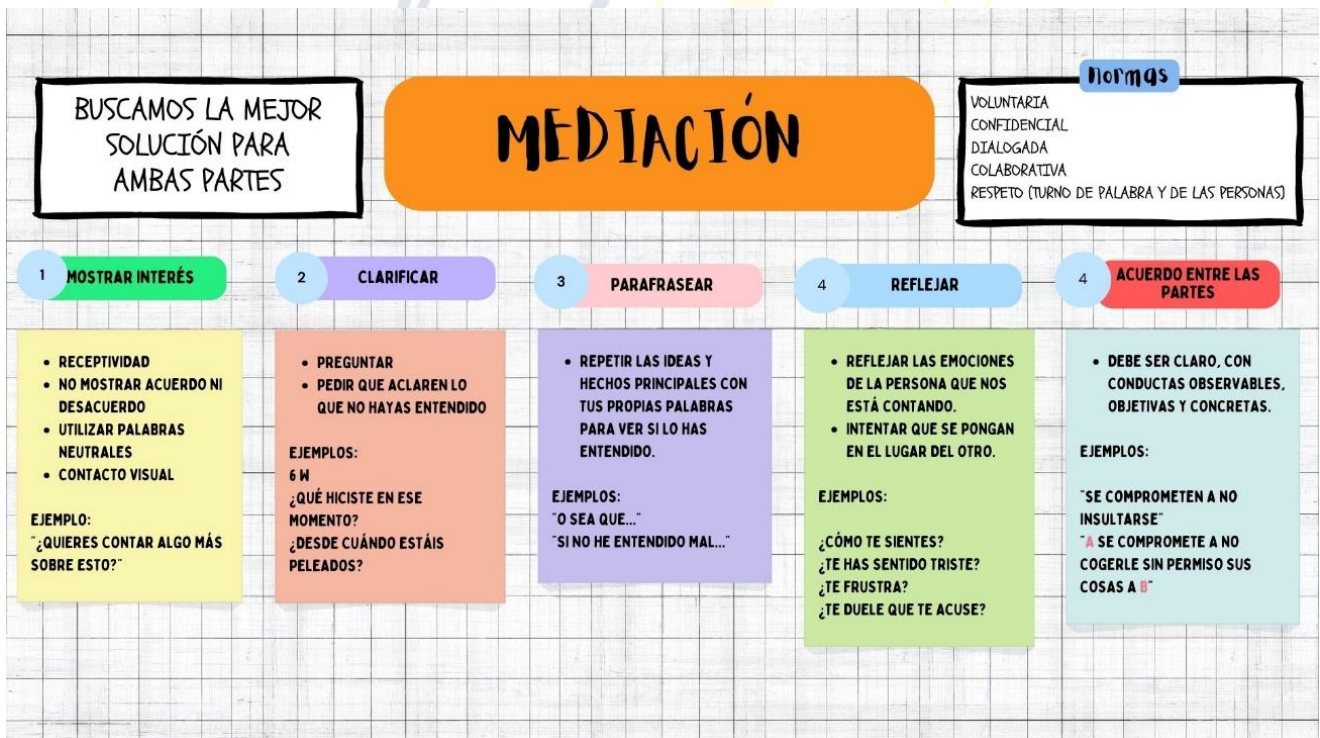 BUSCAMOS LA MEJOR
SOLUCIÓN PARA
AMBAS PARTES
MEDIACIÓN
Normas
VOLUNTARIA
CONFIDENCIAL
DIALOGADA
COLABORATIVA
RESPETO (TURNO DE PALABRA Y DE LAS PERSONAS)
1 MOSTRAR INTERÉS
• RECEPTIVIDAD
• NO MOSTRAR ACUERDO NI
DESACUERDO
• UTILIZAR PALABRAS
NEUTRALES
• CONTACTO VISUAL
EJEMPLO:
"¿QUIERES CONTAR ALGO MÁS
SOBRE ESTO?"
2 CLARIFICAR
• PREGUNTAR
• PEDIR QUE ACLAREN LO
QUE NO HAYAS ENTENDIDO
EJEMPLOS:
6 W
¿QUÉ HICISTE EN ESE
MOMENTO?
¿DESDE CUÁNDO ESTÁIS
PELEADOS?
3 PARAFRASEAR
• REPETIR LAS IDEAS Y
HECHOS PRINCIPALES CON
TUS PROPIAS PALABRAS
PARA VER SI LO HAS
ENTENDIDO.
EJEMPLOS:
"O SEA QUE..."
"SI NO HE ENTENDIDO MAL..."
4 REFLEJAR
• REFLEJAR LAS EMOCIONES
DE LA PERSONA QUE NOS
ESTÁ CONTANDO.
• INTENTAR QUE SE PONGAN
EN EL LUGAR DEL OTRO.
EJEMPLOS:
¿CÓMO TE SIENTES?
¿TE HAS SENTIDO TRISTE?
¿TE FRUSTRA?
¿TE DUELE QUE TE ACUSE?
4 ACUERDO ENTRE LAS
PARTES
• DEBE SER CLARO, CON
CONDUCTAS OBSERVABLES,
OBJETIVAS Y CONCRETAS.
EJEMPLOS:
"SE COMPROMETEN A NO
INSULTARSE"
"A SE COMPROMETE A NO
COGERLE SIN PERMISO SUS
COSAS A B"